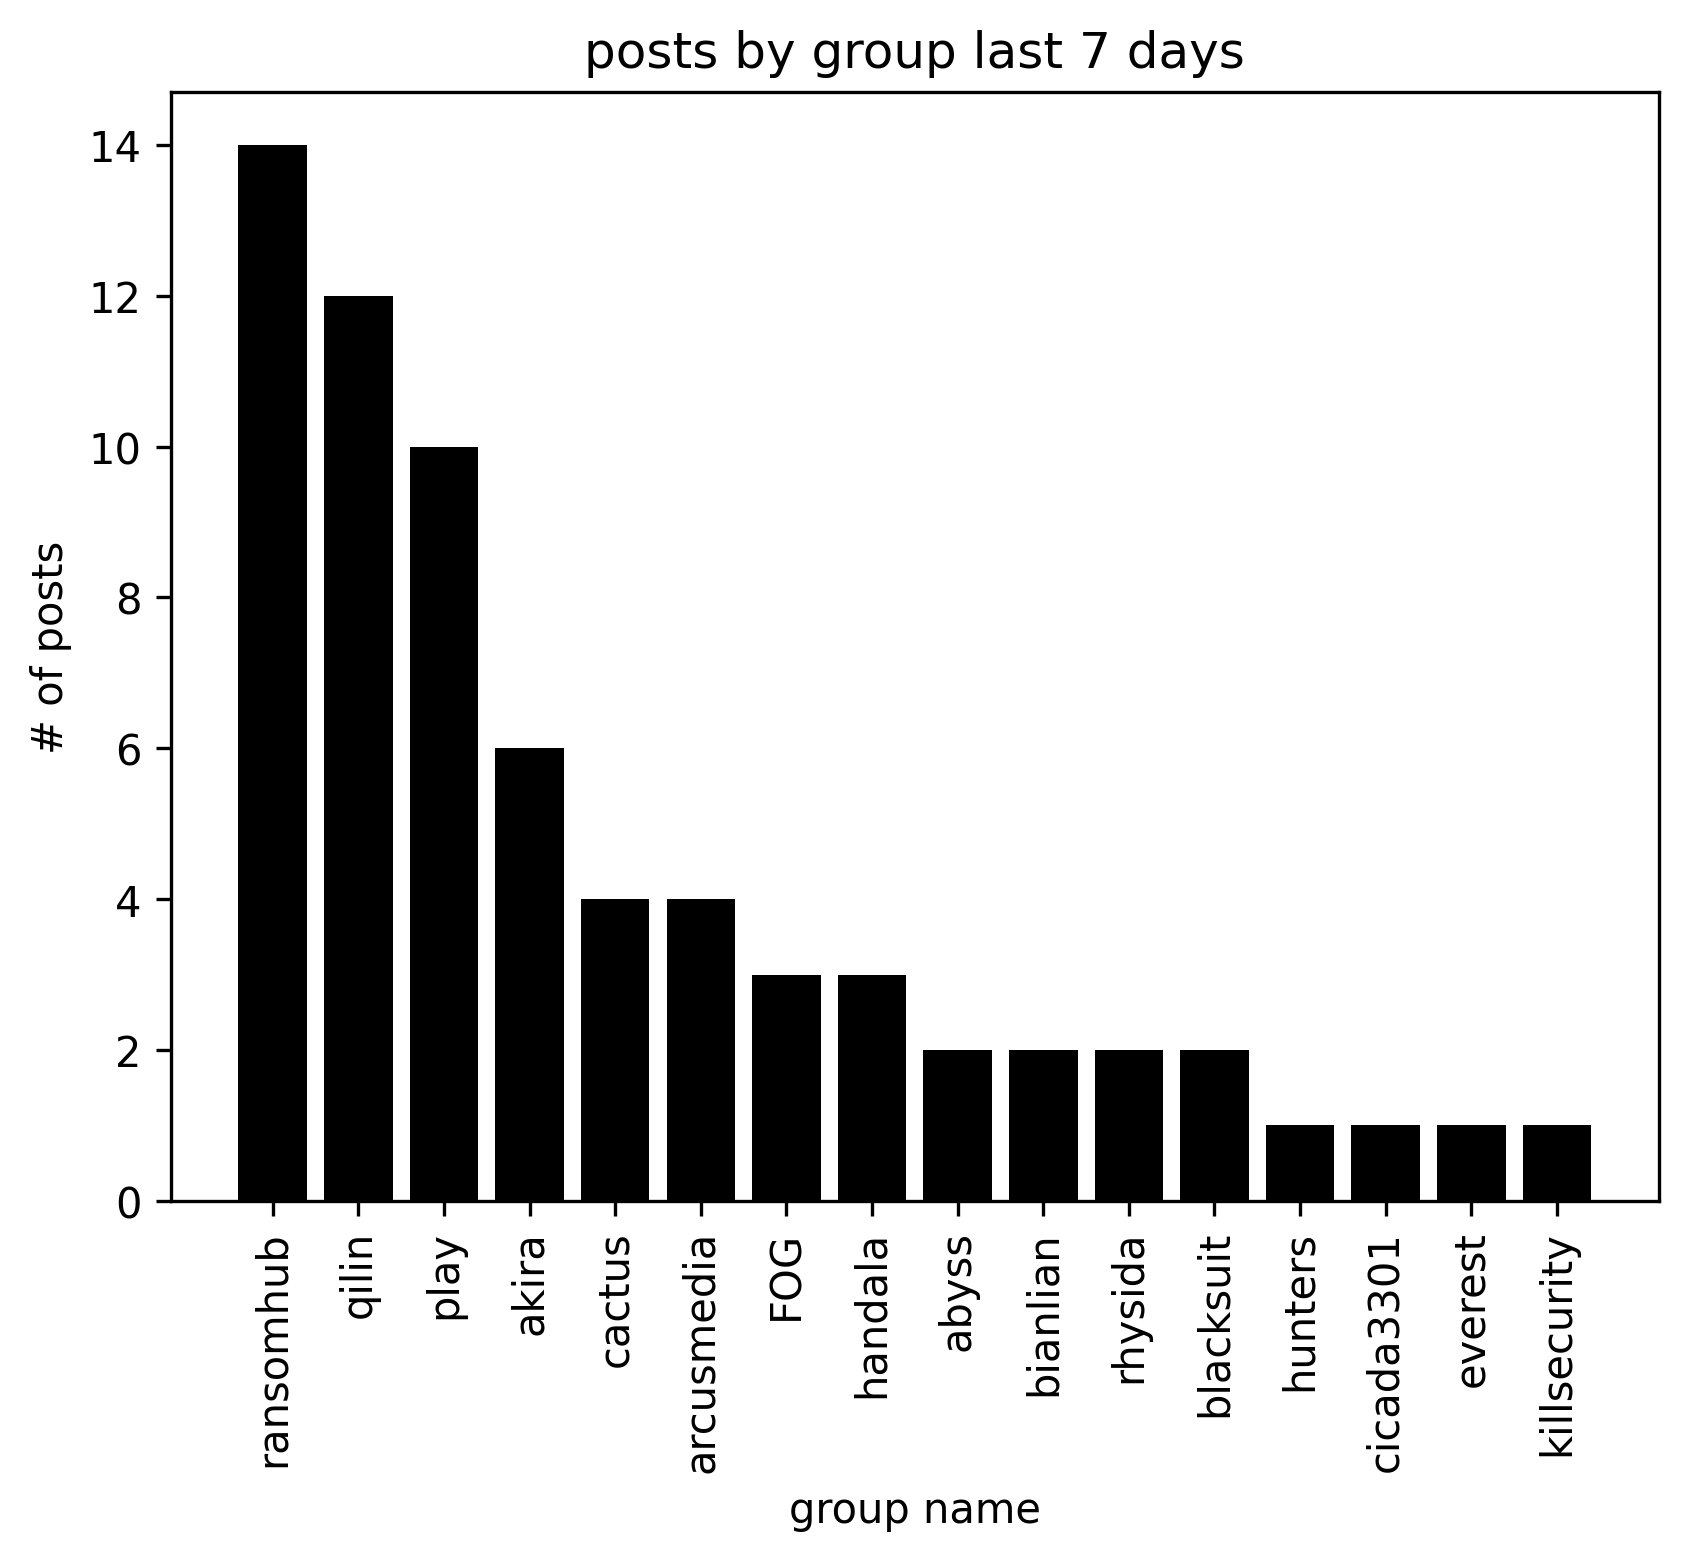 posts by group last 7 days
14
12
10
8
6
4
2
0
# of posts
ransomhub
qilin
play
akira
cactus
arcusmedia
FOG
handala
abyss
bianlian
rhysida
blacksuit
hunters
cicada3301
everest
killsecurity
group name